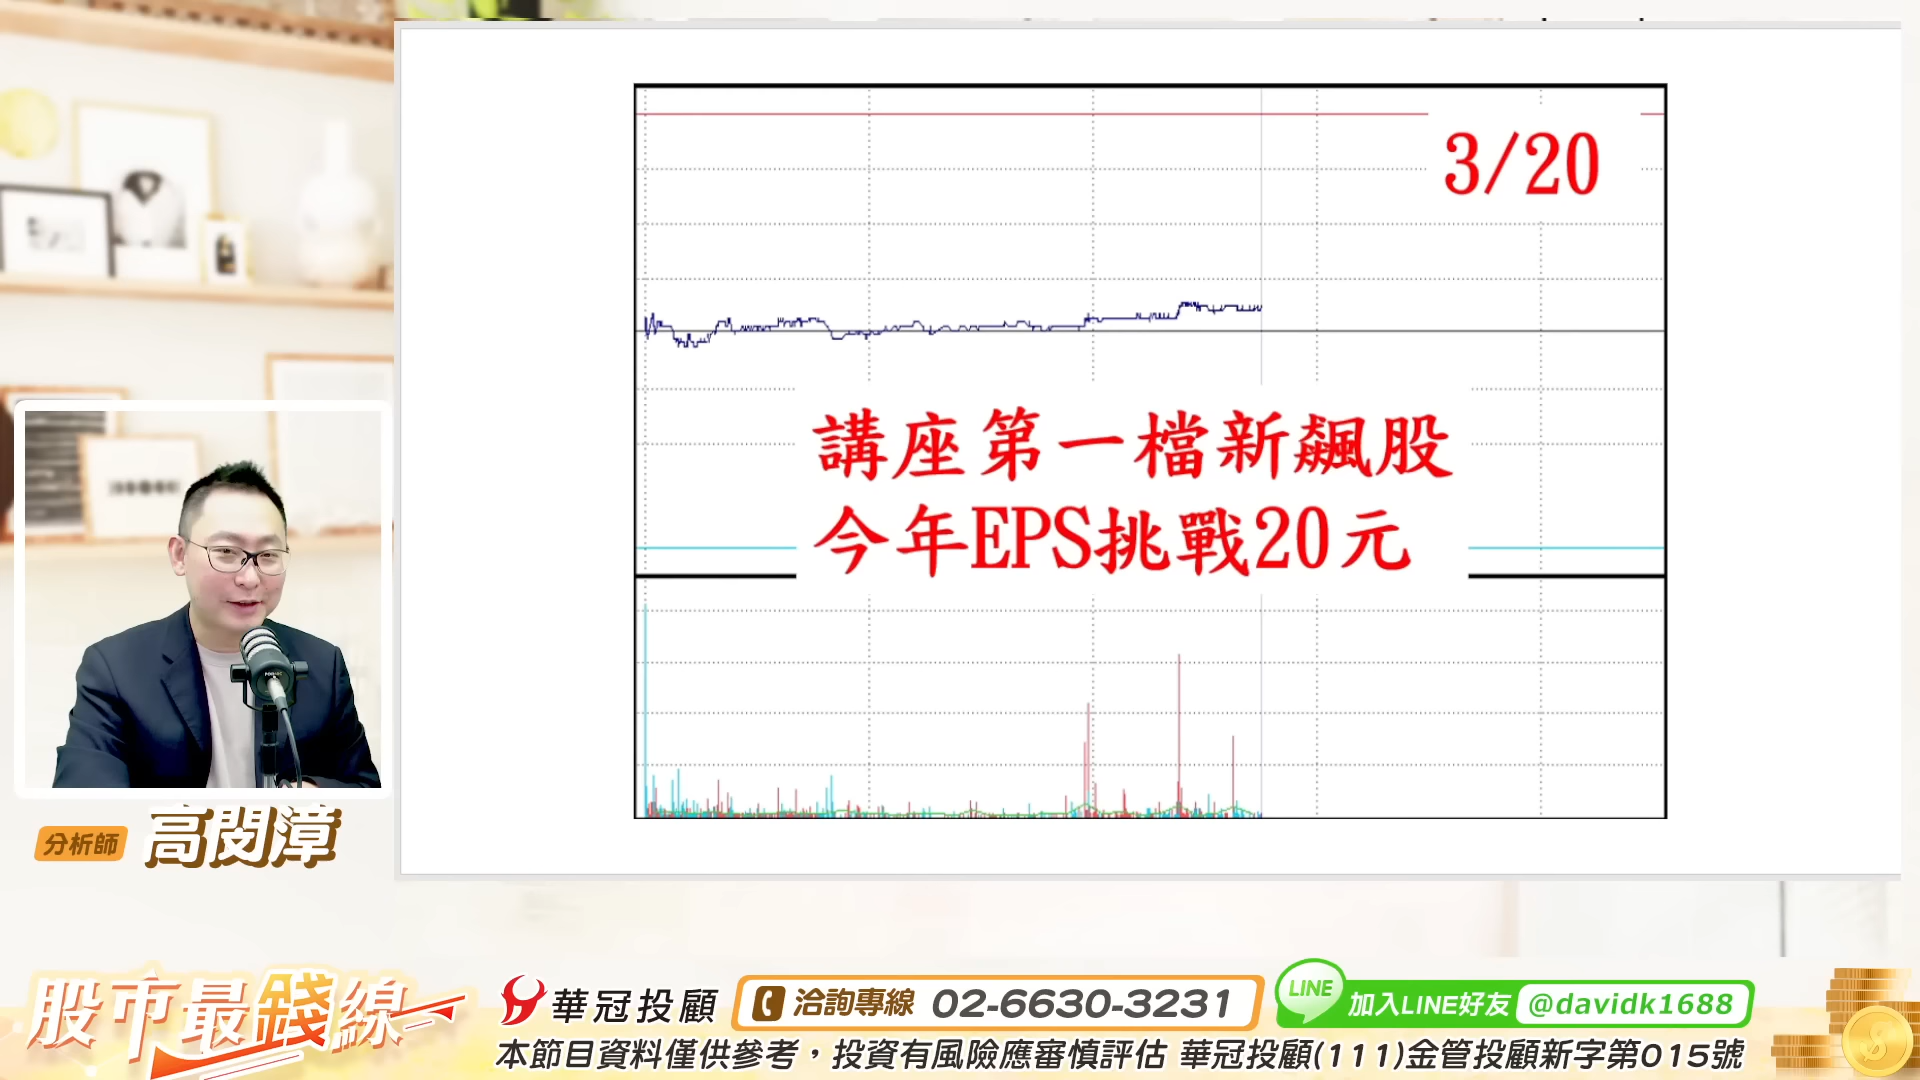 3/20
講座第一檔新飆股
今年EPS挑戰20元
分析師 高閔漳
股市最錢線
華冠投顧 洽詢專線 02-6630-3231 LINE 加入LINE好友 @davidk1688
本節目資料僅供參考，投資有風險應審慎評估 華冠投顧(111)金管投顧新字第015號